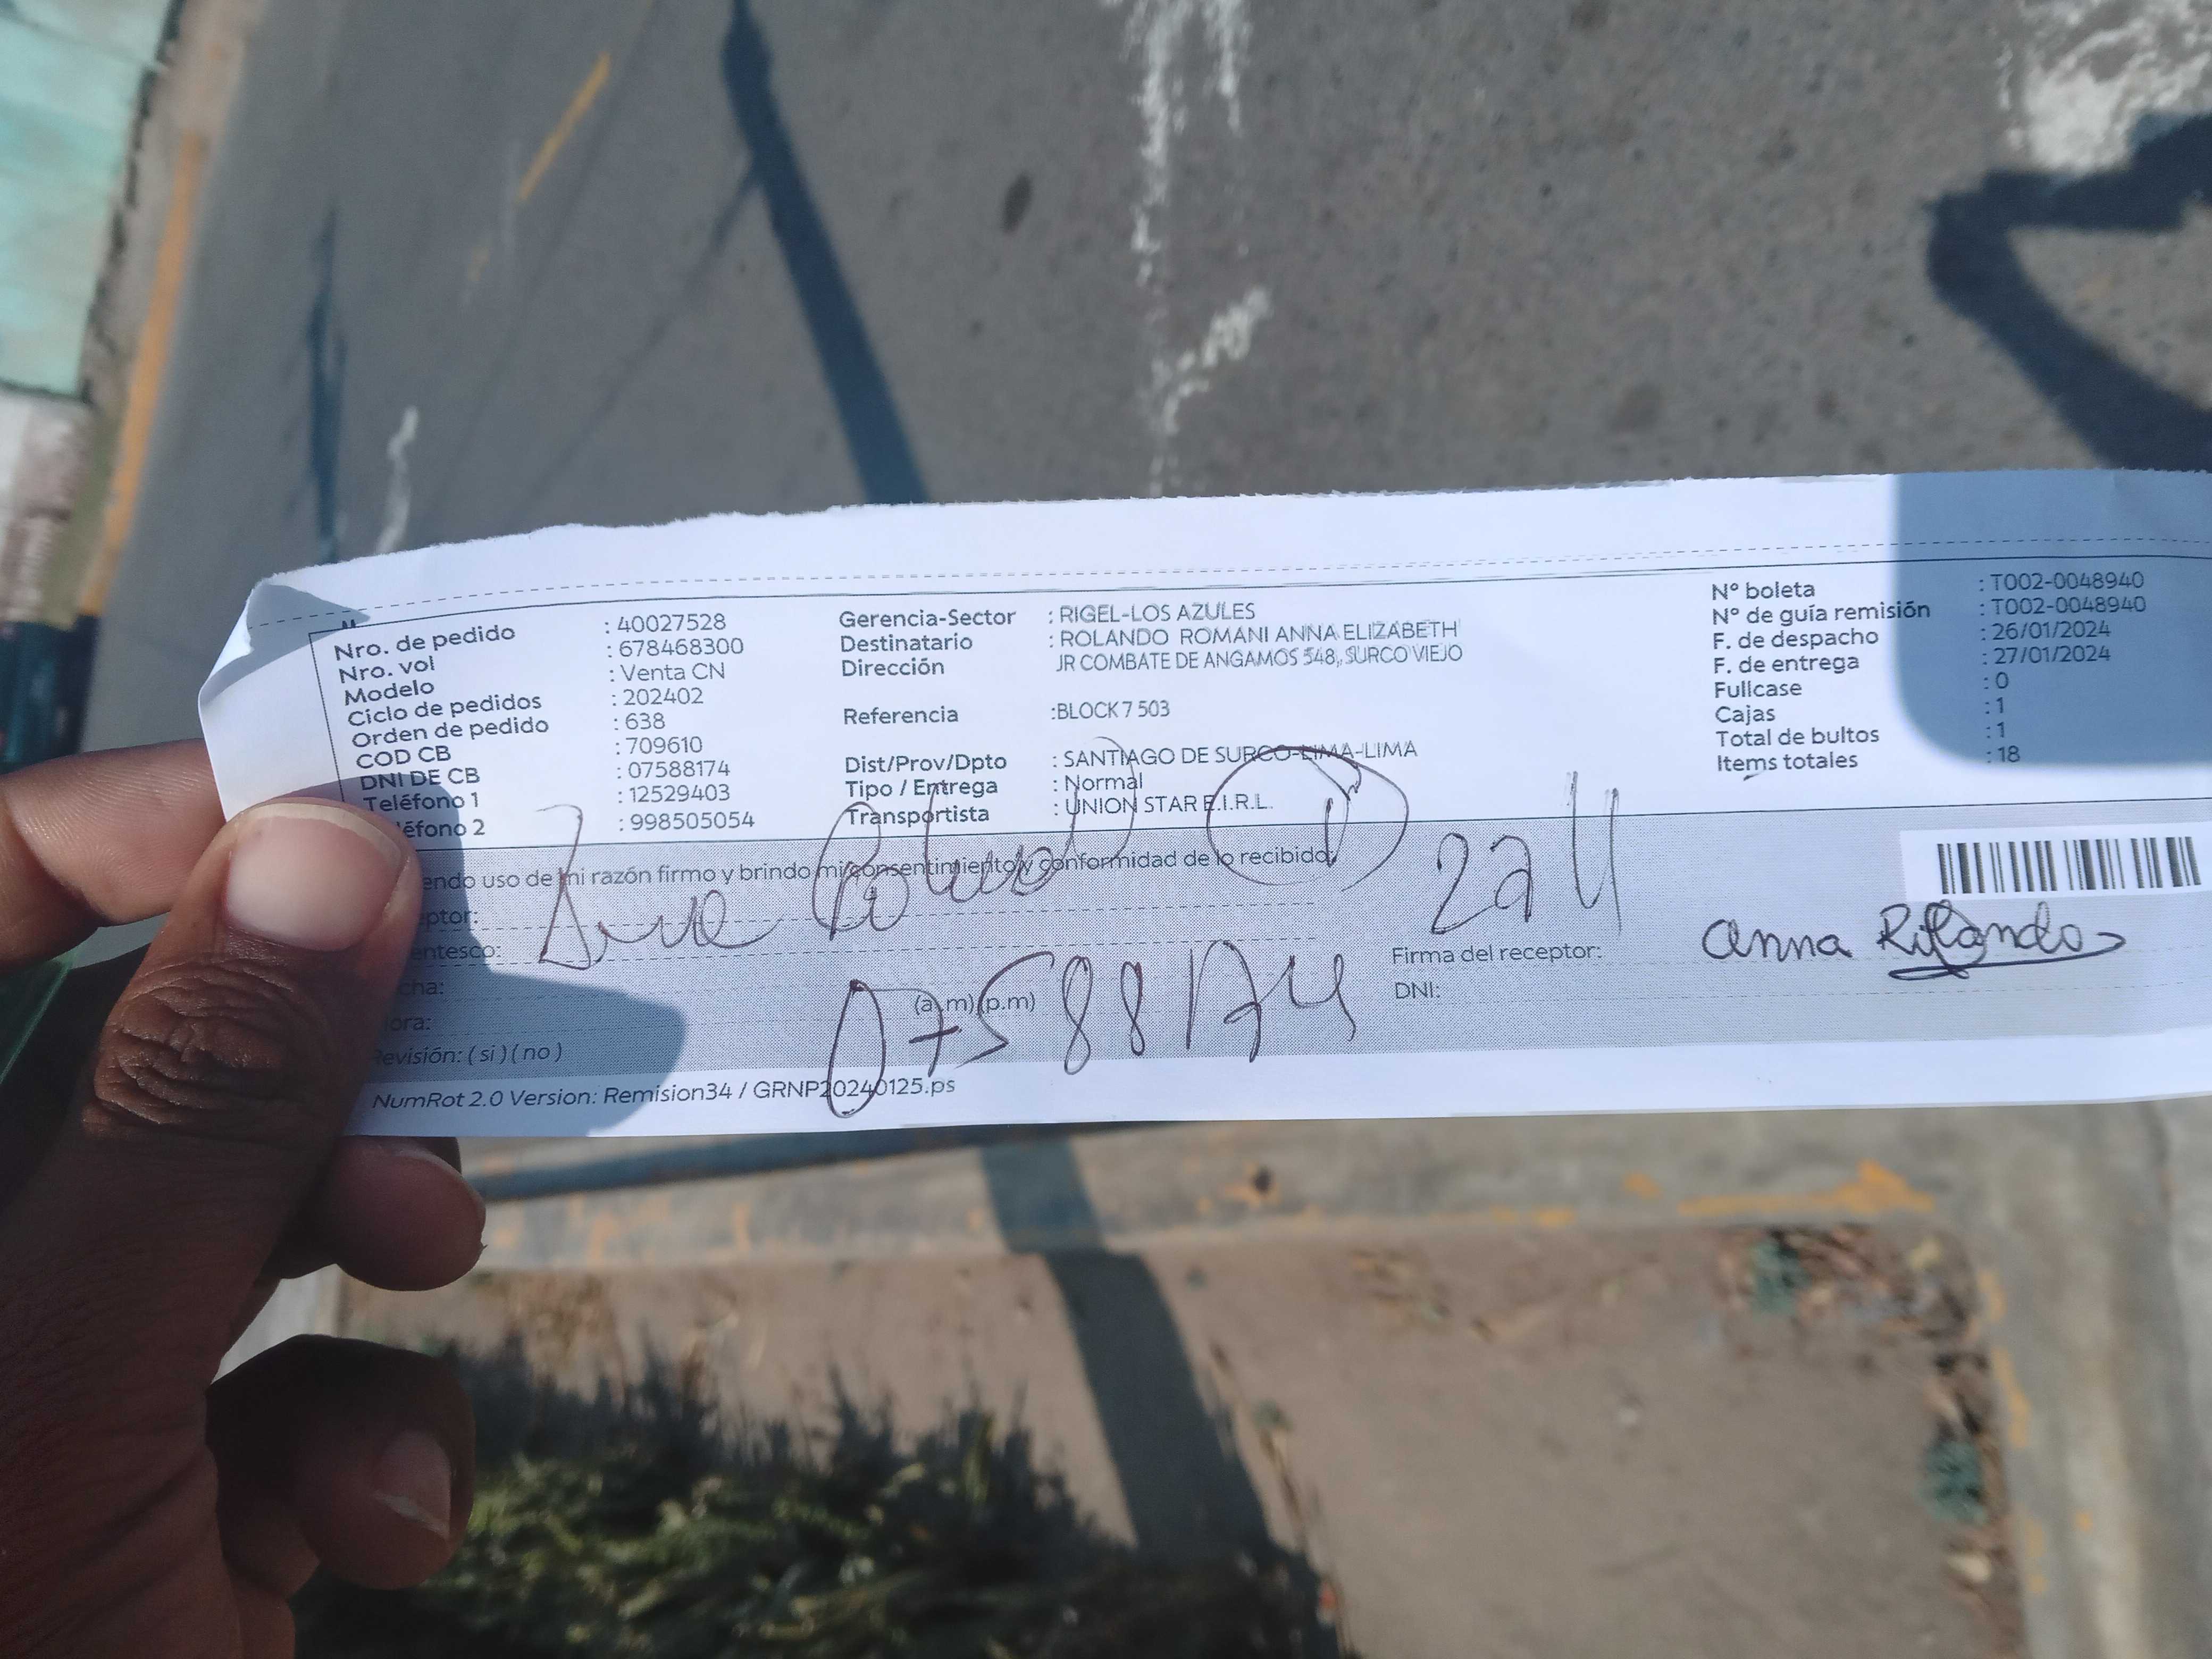 Nro. de pedido : 40027528
Nro. vol : 678468300
Modelo : Venta CN
Ciclo de pedidos : 202402
Orden de pedido : 638
COD CB : 709610
DNI DE CB : 07588174
Teléfono 1 : 12529403
éfono 2 : 998505054
Gerencia-Sector : RIGEL-LOS AZULES
Destinatario : ROLANDO ROMANI ANNA ELIZABETH
Dirección JR COMBATE DE ANGAMOS 548, SURCO VIEJO
Referencia :BLOCK 7 503
Dist/Prov/Dpto : SANTIAGO DE SURCO-LIMA-LIMA
Tipo / Entrega : Normal
Transportista : UNION STAR E.I.R.L.
N° boleta : T002-0048940
N° de guía remisión : T002-0048940
F. de despacho : 26/01/2024
F. de entrega : 27/01/2024
Fullcase : 0
Cajas : 1
Total de bultos : 1
Items totales : 18
endo uso de mi razón firmo y brindo mi consentimiento y conformidad de lo recibido.
ptor:
entesco:
cha:
ora: (a.m) (p.m)
Revisión: ( si ) ( no )
07588174
Firma del receptor: anna Rolando
DNI:
NumRot 2.0 Version: Remision34 / GRNP20240125.ps